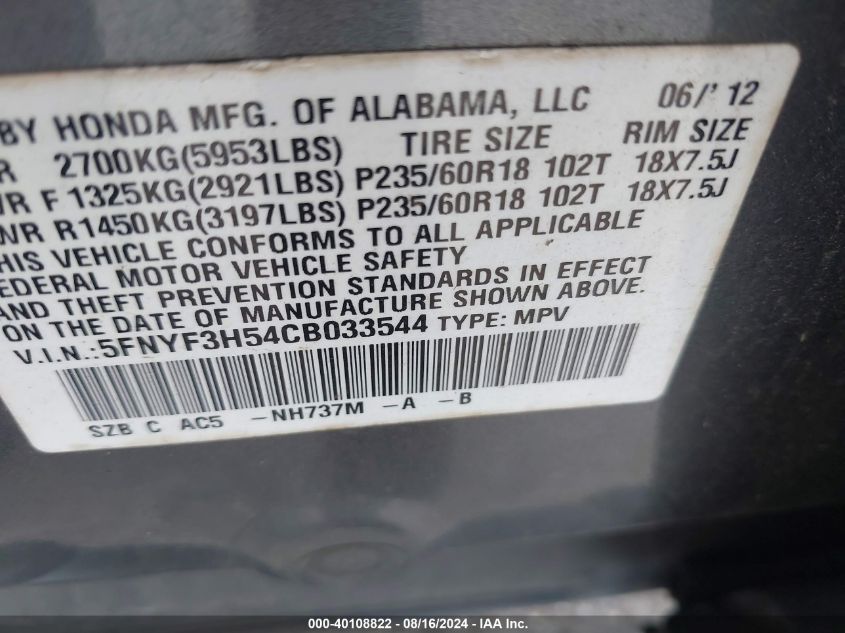 BY HONDA MFG. OF ALABAMA, LLC 06/'12
R 2700KG(5953LBS) TIRE SIZE RIM SIZE
WR F 1325KG(2921LBS) P235/60R18 102T 18X7.5J
WR R1450KG(3197LBS) P235/60R18 102T 18X7.5J
HIS VEHICLE CONFORMS TO ALL APPLICABLE
EDERAL MOTOR VEHICLE SAFETY
AND THEFT PREVENTION STANDARDS IN EFFECT
ON THE DATE OF MANUFACTURE SHOWN ABOVE.
V.I.N.:5FNYF3H54CB033544 TYPE: MPV
SZB C AC5 -NH737M -A -B
000-40108822 - 08/16/2024 - IAA Inc.